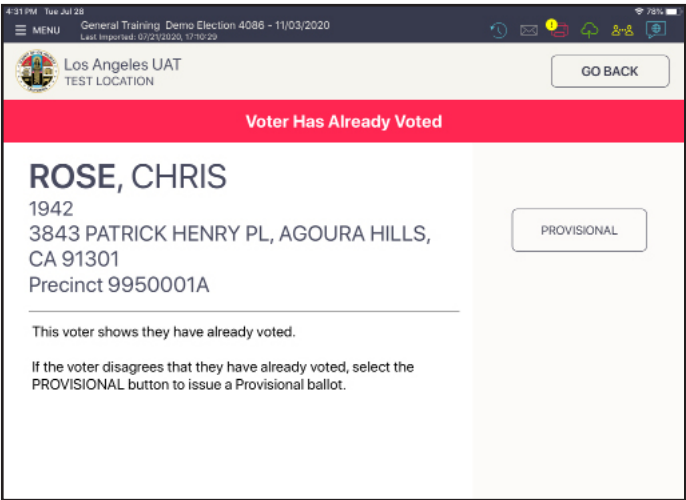 4:31 PM Tue Jul 28
78%
MENU
General Training Demo Election 4086 - 11/03/2020
Last Imported: 07/21/2020, 17:10:29
Los Angeles UAT
TEST LOCATION
GO BACK
Voter Has Already Voted
ROSE, CHRIS
1942
3843 PATRICK HENRY PL, AGOURA HILLS,
CA 91301
Precinct 9950001A
PROVISIONAL
This voter shows they have already voted.
If the voter disagrees that they have already voted, select the
PROVISIONAL button to issue a Provisional ballot.